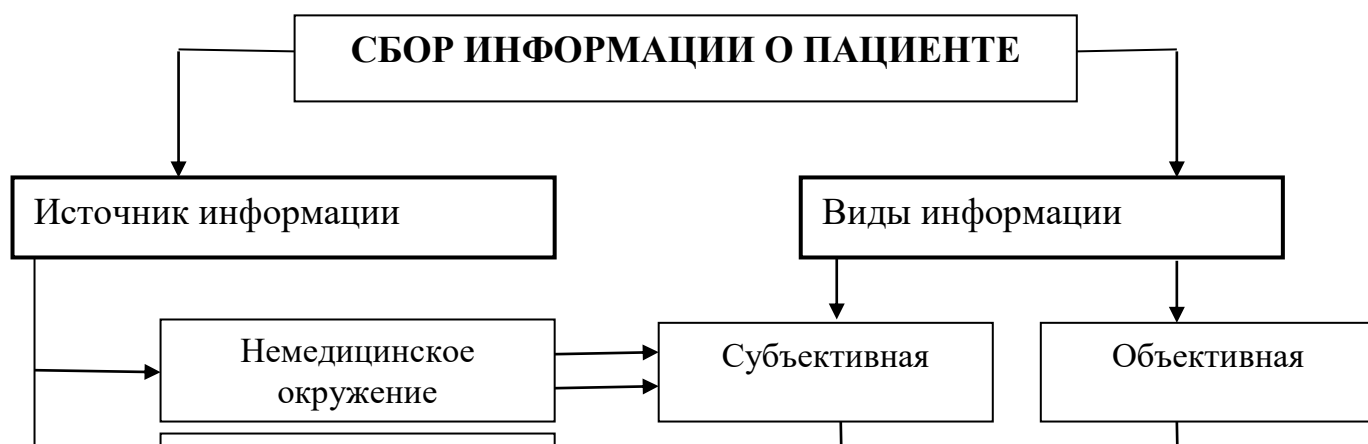 СБОР ИНФОРМАЦИИ О ПАЦИЕНТЕ
Источник информации
Виды информации
Немедицинское
окружение
Субъективная
Объективная